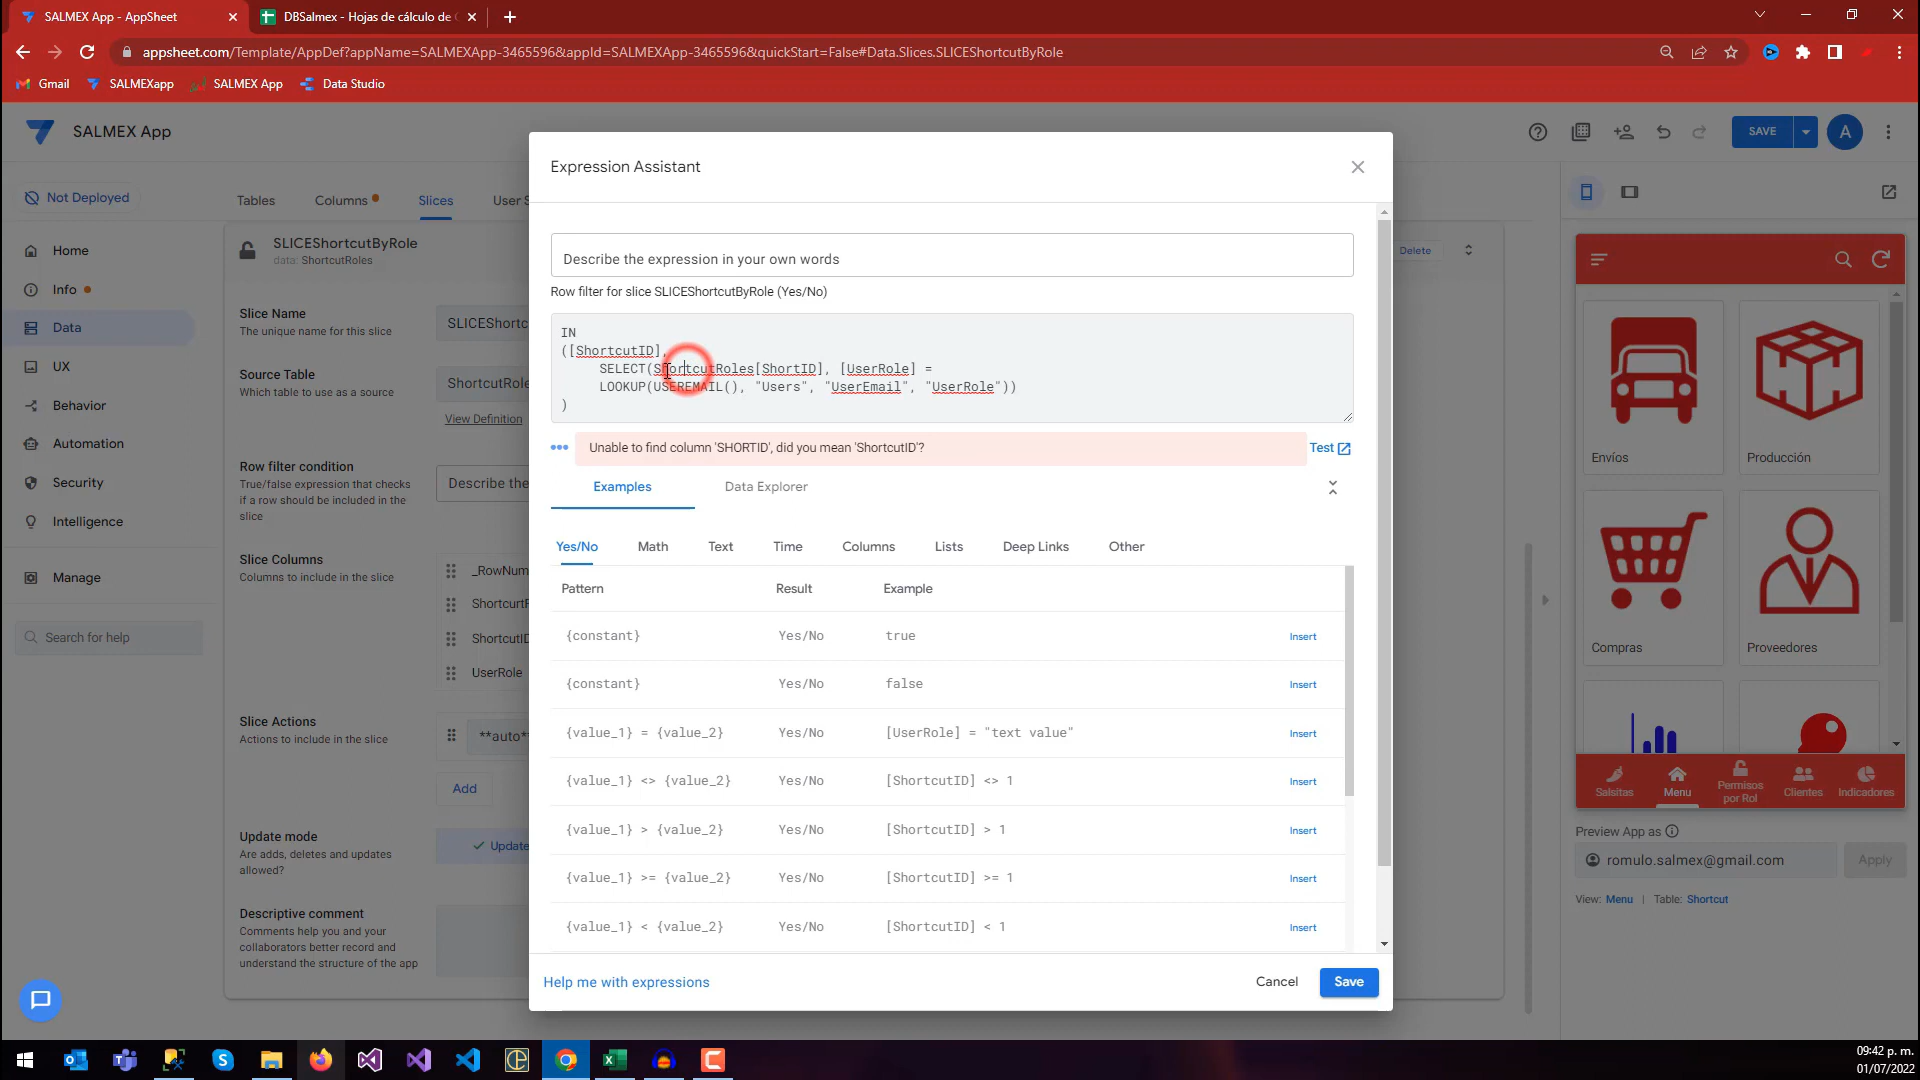 SALMEX App - AppSheet
DBSalmex - Hojas de cálculo de
appsheet.com/Template/AppDef?appName=SALMEXApp-3465596&appId=SALMEXApp-3465596&quickStart=False#Data.Slices.SLICEShortcutByRole
Gmail
SALMEXapp
SALMEX App
Data Studio
SALMEX App
SAVE
A
Not Deployed
Home
Info
Data
UX
Behavior
Automation
Security
Intelligence
Manage
Search for help
Tables
Columns
Slices
User S
SLICEShortcutByRole
data: ShortcutRoles
Delete
Slice Name
The unique name for this slice
SLICEShortc
Source Table
Which table to use as a source
ShortcutRole
View Definition
Row filter condition
True/false expression that checks
if a row should be included in the
slice
Describe the
Slice Columns
Columns to include in the slice
_RowNum
ShortcurtF
ShortcutID
UserRole
Slice Actions
Actions to include in the slice
**auto**
Add
Update mode
Are adds, deletes and updates
allowed?
Update
Descriptive comment
Comments help you and your
collaborators better record and
understand the structure of the app
Expression Assistant
Describe the expression in your own words
Row filter for slice SLICEShortcutByRole (Yes/No)
IN
([ShortcutID],
SELECT(ShortcutRoles[ShortID], [UserRole] =
LOOKUP(USEREMAIL(), "Users", "UserEmail", "UserRole"))
)
Unable to find column 'SHORTID', did you mean 'ShortcutID'?
Test
Examples
Data Explorer
Yes/No
Math
Text
Time
Columns
Lists
Deep Links
Other
Pattern Result Example
{constant} Yes/No true Insert
{constant} Yes/No false Insert
{value_1} = {value_2} Yes/No [UserRole] = "text value" Insert
{value_1} <> {value_2} Yes/No [ShortcutID] <> 1 Insert
{value_1} > {value_2} Yes/No [ShortcutID] > 1 Insert
{value_1} >= {value_2} Yes/No [ShortcutID] >= 1 Insert
{value_1} < {value_2} Yes/No [ShortcutID] < 1 Insert
Help me with expressions
Cancel
Save
Envíos
Producción
Compras
Proveedores
Salsitas
Menu
Permisos
por Rol
Clientes
Indicadores
Preview App as
romulo.salmex@gmail.com
Apply
View: Menu | Table: Shortcut
09:42 p. m.
01/07/2022